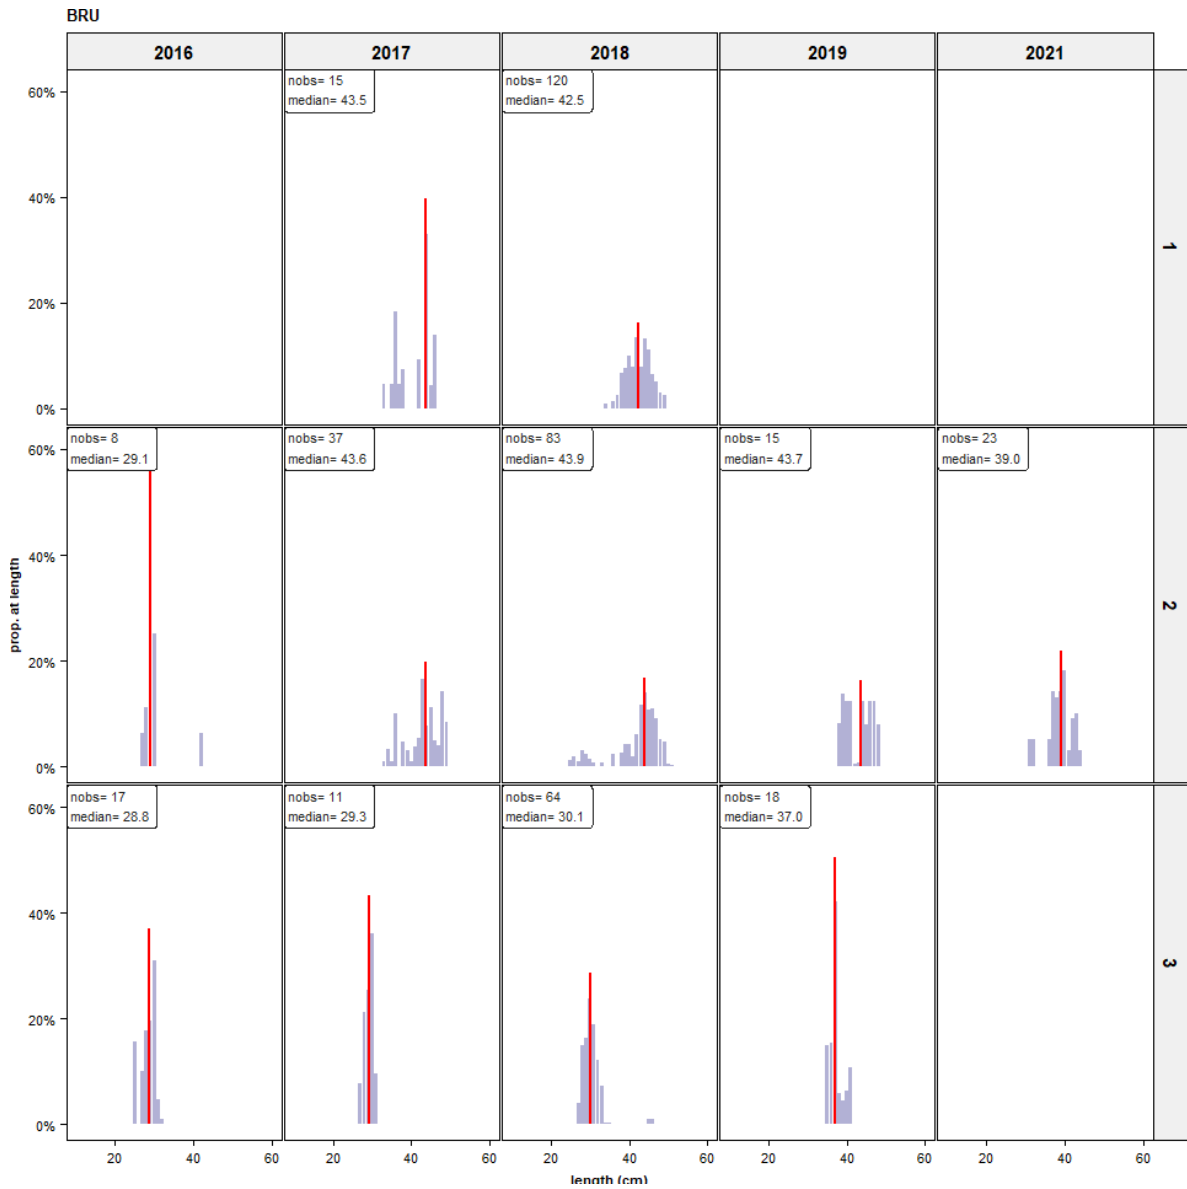 BRU
2016 2017 2018 2019 2021
nobs= 15
median= 43.5
nobs= 120
median= 42.5
60%
40%
20%
0%
1
nobs= 8
median= 29.1
nobs= 37
median= 43.6
nobs= 83
median= 43.9
nobs= 15
median= 43.7
nobs= 23
median= 39.0
60%
40%
20%
0%
2
prop. at length
nobs= 17
median= 28.8
nobs= 11
median= 29.3
nobs= 64
median= 30.1
nobs= 18
median= 37.0
60%
40%
20%
0%
3
20 40 60 20 40 60 20 40 60 20 40 60 20 40 60
length (cm)